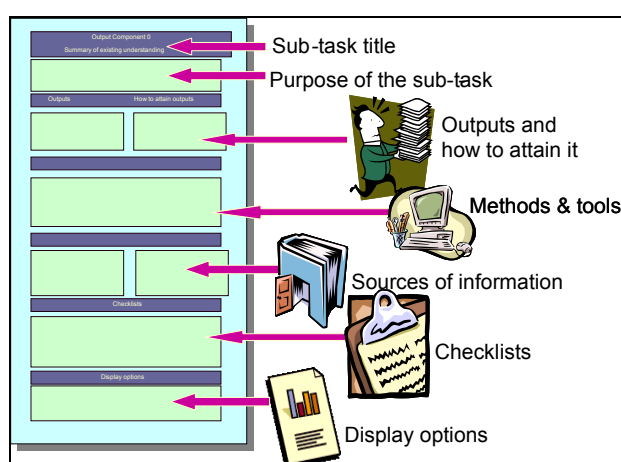 Output Component 0
Summary of existing understanding
Sub-task title
Purpose of the sub-task
Outputs
How to attain outputs
Outputs and
how to attain it
Methods & tools
Sources of information
Checklists
Checklists
Display options
Display options